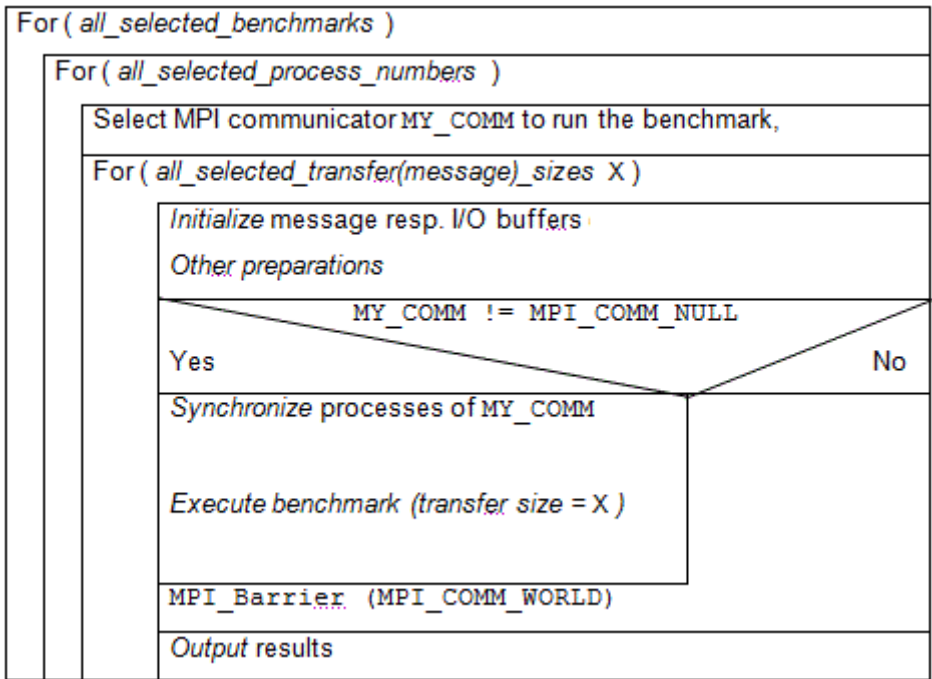 For ( all_selected_benchmarks )
For ( all_selected_process_numbers )
Select MPI communicator MY_COMM to run the benchmark,
For ( all_selected_transfer(message)_sizes X )
Initialize message resp. I/O buffers
Other preparations
MY_COMM != MPI_COMM_NULL
Yes No
Synchronize processes of MY_COMM
Execute benchmark (transfer size = X )
MPI_Barrier (MPI_COMM_WORLD)
Output results